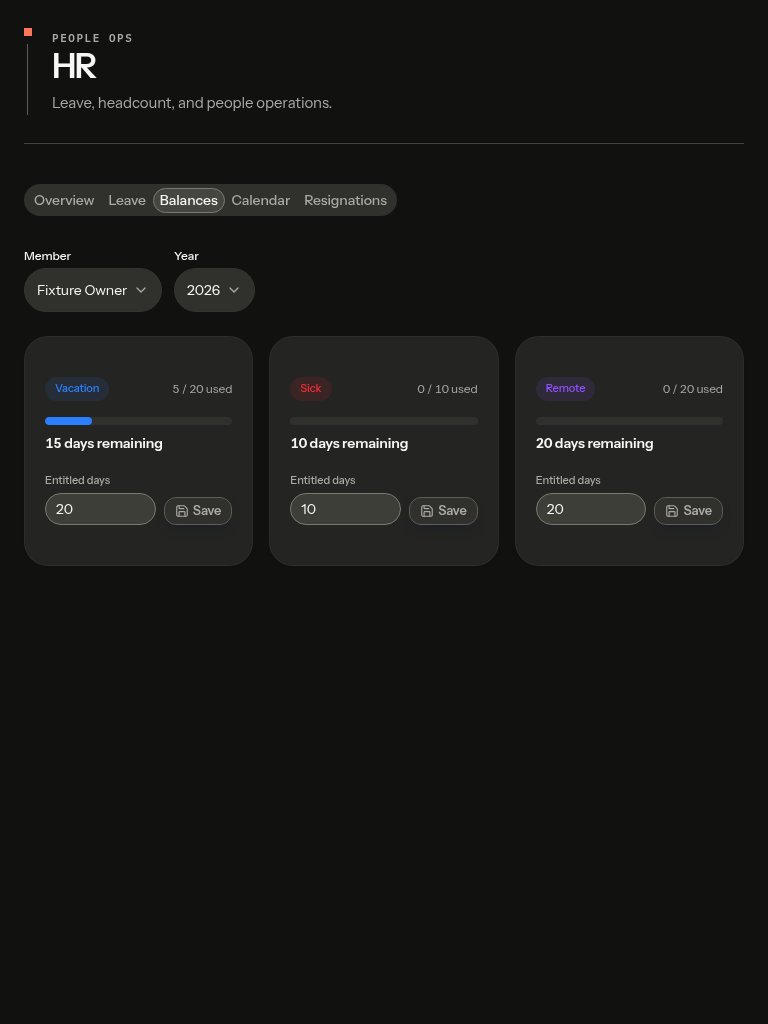 PEOPLE OPS
HR
Leave, headcount, and people operations.
Overview Leave Balances Calendar Resignations
Member Year
Fixture Owner 2026
Vacation 5 / 20 used Sick 0 / 10 used Remote 0 / 20 used
15 days remaining 10 days remaining 20 days remaining
Entitled days Entitled days Entitled days
20 Save 10 Save 20 Save